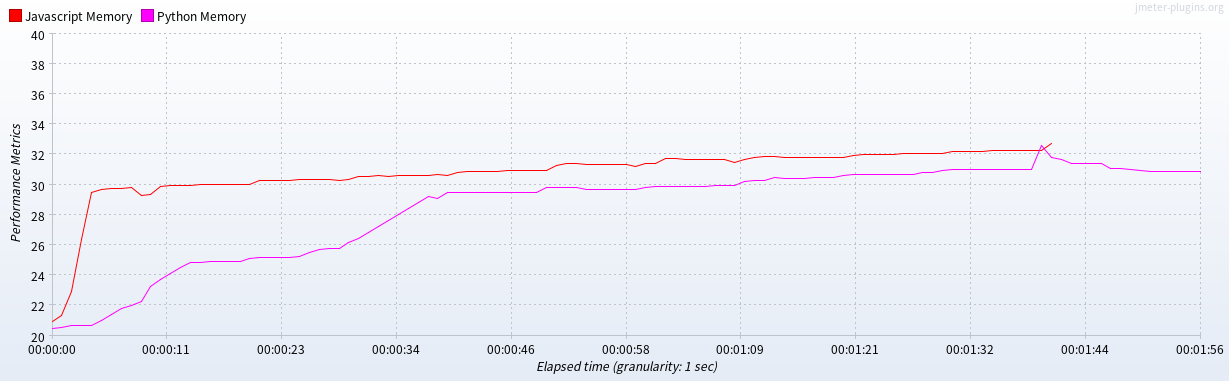 jmeter-plugins.org
Javascript Memory Python Memory
40
38
36
34
32
30
28
26
24
22
20
Performance Metrics
00:00:00 00:00:11 00:00:23 00:00:34 00:00:46 00:00:58 00:01:09 00:01:21 00:01:32 00:01:44 00:01:56
Elapsed time (granularity: 1 sec)